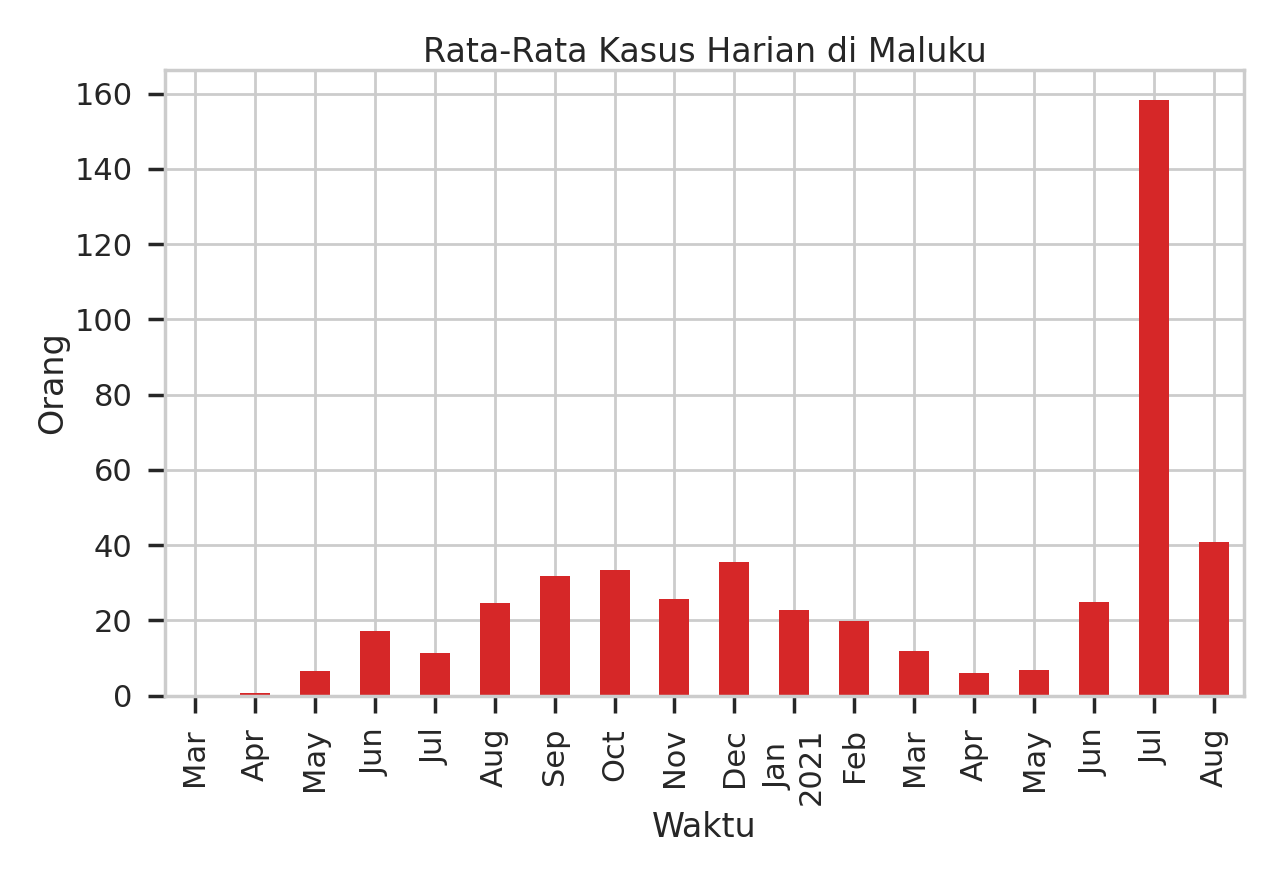 Rata-Rata Kasus Harian di Maluku
160
140
120
100
80
60
40
20
0
Orang
Mar
Apr
May
Jun
Jul
Aug
Sep
Oct
Nov
Dec
Jan
2021
Feb
Mar
Apr
May
Jun
Jul
Aug
Waktu